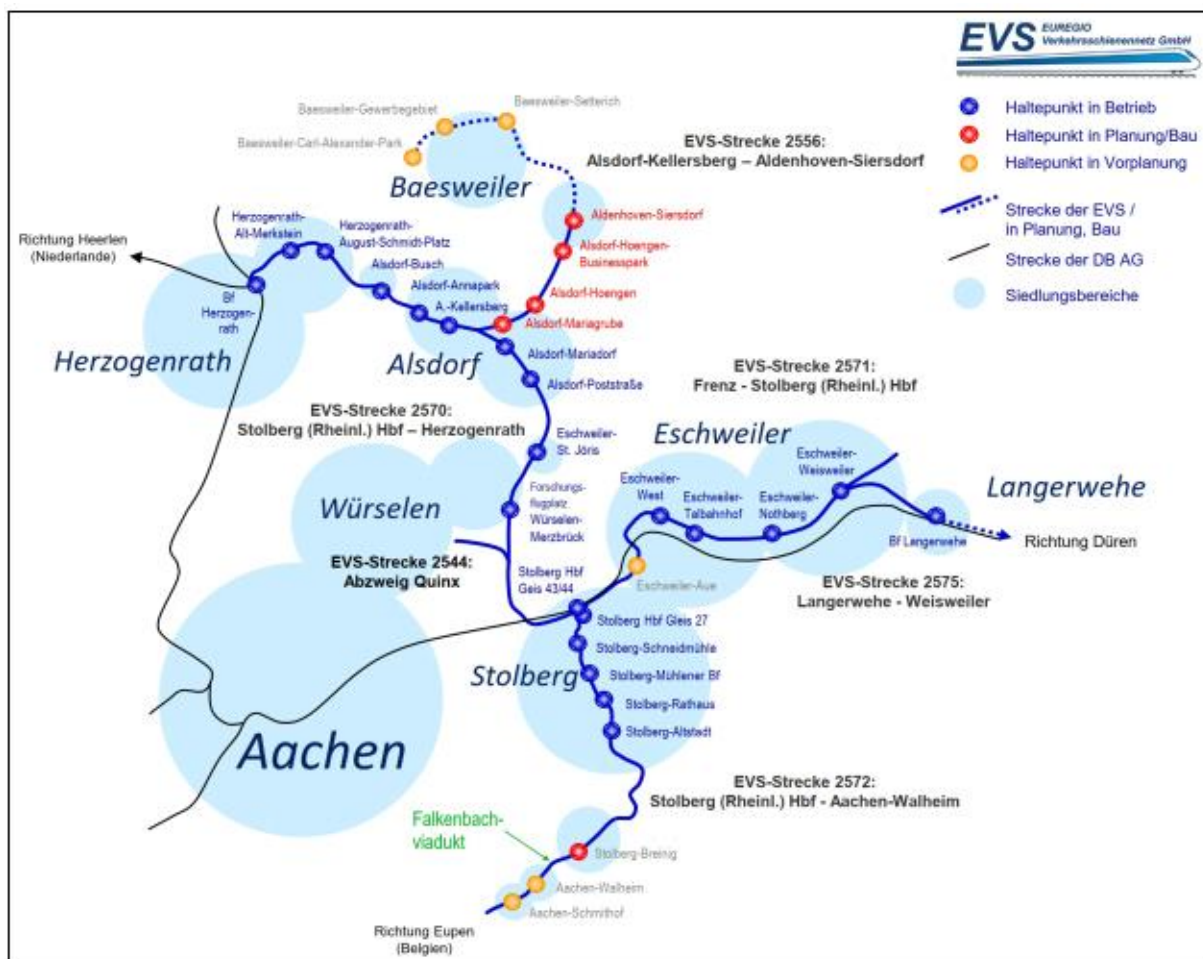 EVS EUREGIO
Verkehrsschienennetz GmbH
Haltepunkt in Betrieb
Haltepunkt in Planung/Bau
Haltepunkt in Vorplanung
Strecke der EVS /
in Planung, Bau
Strecke der DB AG
Siedlungsbereiche
Baesweiler-Setterich
Baesweiler-Gewerbegebiet
Baesweiler-Carl-Alexander-Park
EVS-Strecke 2556:
Alsdorf-Kellersberg – Aldenhoven-Siersdorf
Baesweiler
Aldenhoven-Siersdorf
Herzogenrath-
Alt-Merkstein
Herzogenrath-
August-Schmidt-Platz
Richtung Heerlen
(Niederlande)
Alsdorf-Hoengen-
Businesspark
Alsdorf-Busch
Alsdorf-Annapark
A.-Kellersberg
Alsdorf-Hoengen
Bf
Herzogen-
rath
Alsdorf-Mariagrube
Herzogenrath
Alsdorf
Alsdorf-Mariadorf
Alsdorf-Poststraße
EVS-Strecke 2571:
Frenz - Stolberg (Rheinl.) Hbf
EVS-Strecke 2570:
Stolberg (Rheinl.) Hbf – Herzogenrath
Eschweiler
Eschweiler-
St. Jöris
Eschweiler-
Weisweiler
Eschweiler-
West
Eschweiler-
Talbahnhof
Eschweiler-
Nothberg
Langerwehe
Würselen
Forschungs-
flugplatz
Würselen-
Merzbrück
Bf Langerwehe
Richtung Düren
EVS-Strecke 2544:
Abzweig Quinx
Stolberg Hbf
Geis 43/44
Eschweiler-Aue
EVS-Strecke 2575:
Langerwehe - Weisweiler
Stolberg Hbf Gleis 27
Stolberg-Schneidmühle
Stolberg
Stolberg-Mühlener Bf
Stolberg-Rathaus
Stolberg-Altstadt
Aachen
EVS-Strecke 2572:
Stolberg (Rheinl.) Hbf - Aachen-Walheim
Falkenbach-
viadukt
Stolberg-Breinig
Aachen-Walheim
Aachen-Schmithof
Richtung Eupen
(Belgien)